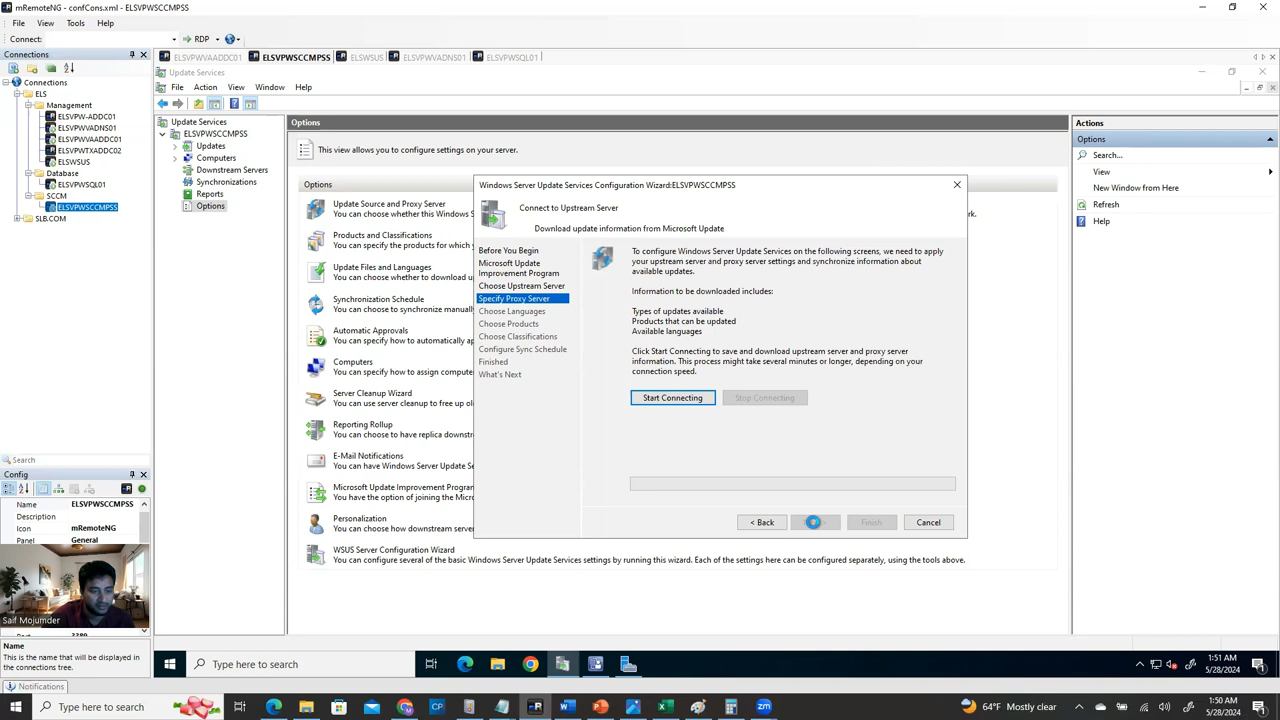 mRemoteNG - confCons.xml - ELSVPWSCCMPSS
File View Tools Help
Connect: RDP
Connections
Connections
ELS
Management
ELSVPW-ADDC01
ELSVPWVADNS01
ELSVPWVAADDC01
ELSVPWTXADDC02
ELSWSUS
Database
ELSVPWSQL01
SCCM
ELSVPWSCCMPSS
SLB.COM
Search
Config
Name ELSVPWSCCMPSS
Description
Icon mRemoteNG
Panel General
Saif Mojumder
Port 3389
Name
This is the name that will be displayed in
the connections tree.
Notifications
ELSVPWVAADDC01 ELSVPWSCCMPSS ELSWSUS ELSVPWVADNS01 ELSVPWSQL01
Update Services
File Action View Window Help
Update Services
ELSVPWSCCMPSS
Updates
Computers
Downstream Servers
Synchronizations
Reports
Options
Options
This view allows you to configure settings on your server.
Options
Update Source and Proxy Server
You can choose whether this Windows S
rk.
Products and Classifications
You can specify the products for which y
Update Files and Languages
You can choose whether to download u
Synchronization Schedule
You can choose to synchronize manually
Automatic Approvals
You can specify how to automatically ap
Computers
You can specify how to assign compute
Server Cleanup Wizard
You can use server cleanup to free up ol
Reporting Rollup
You can choose to have replica downstr
E-Mail Notifications
You can have Windows Server Update Se
Microsoft Update Improvement Program
You have the option of joining the Micro
Personalization
You can choose how downstream serve
WSUS Server Configuration Wizard
You can configure several of the basic Windows Server Update Services settings by running this wizard. Each of the settings here can be configured separately, using the tools above.
Windows Server Update Services Configuration Wizard:ELSVPWSCCMPSS
Connect to Upstream Server
Download update information from Microsoft Update
Before You Begin
Microsoft Update
Improvement Program
Choose Upstream Server
Specify Proxy Server
Choose Languages
Choose Products
Choose Classifications
Configure Sync Schedule
Finished
What's Next
To configure Windows Server Update Services on the following screens, we need to apply
your upstream server and proxy server settings and synchronize information about
available updates.
Information to be downloaded includes:
Types of updates available
Products that can be updated
Available languages
Click Start Connecting to save and download upstream server and proxy server
information. This process might take several minutes or longer, depending on your
connection speed.
Start Connecting Stop Connecting
< Back Finish Cancel
Actions
Options
Search...
View
New Window from Here
Refresh
Help
Type here to search
1:51 AM
5/28/2024
Type here to search
64°F Mostly clear
1:50 AM
5/28/2024